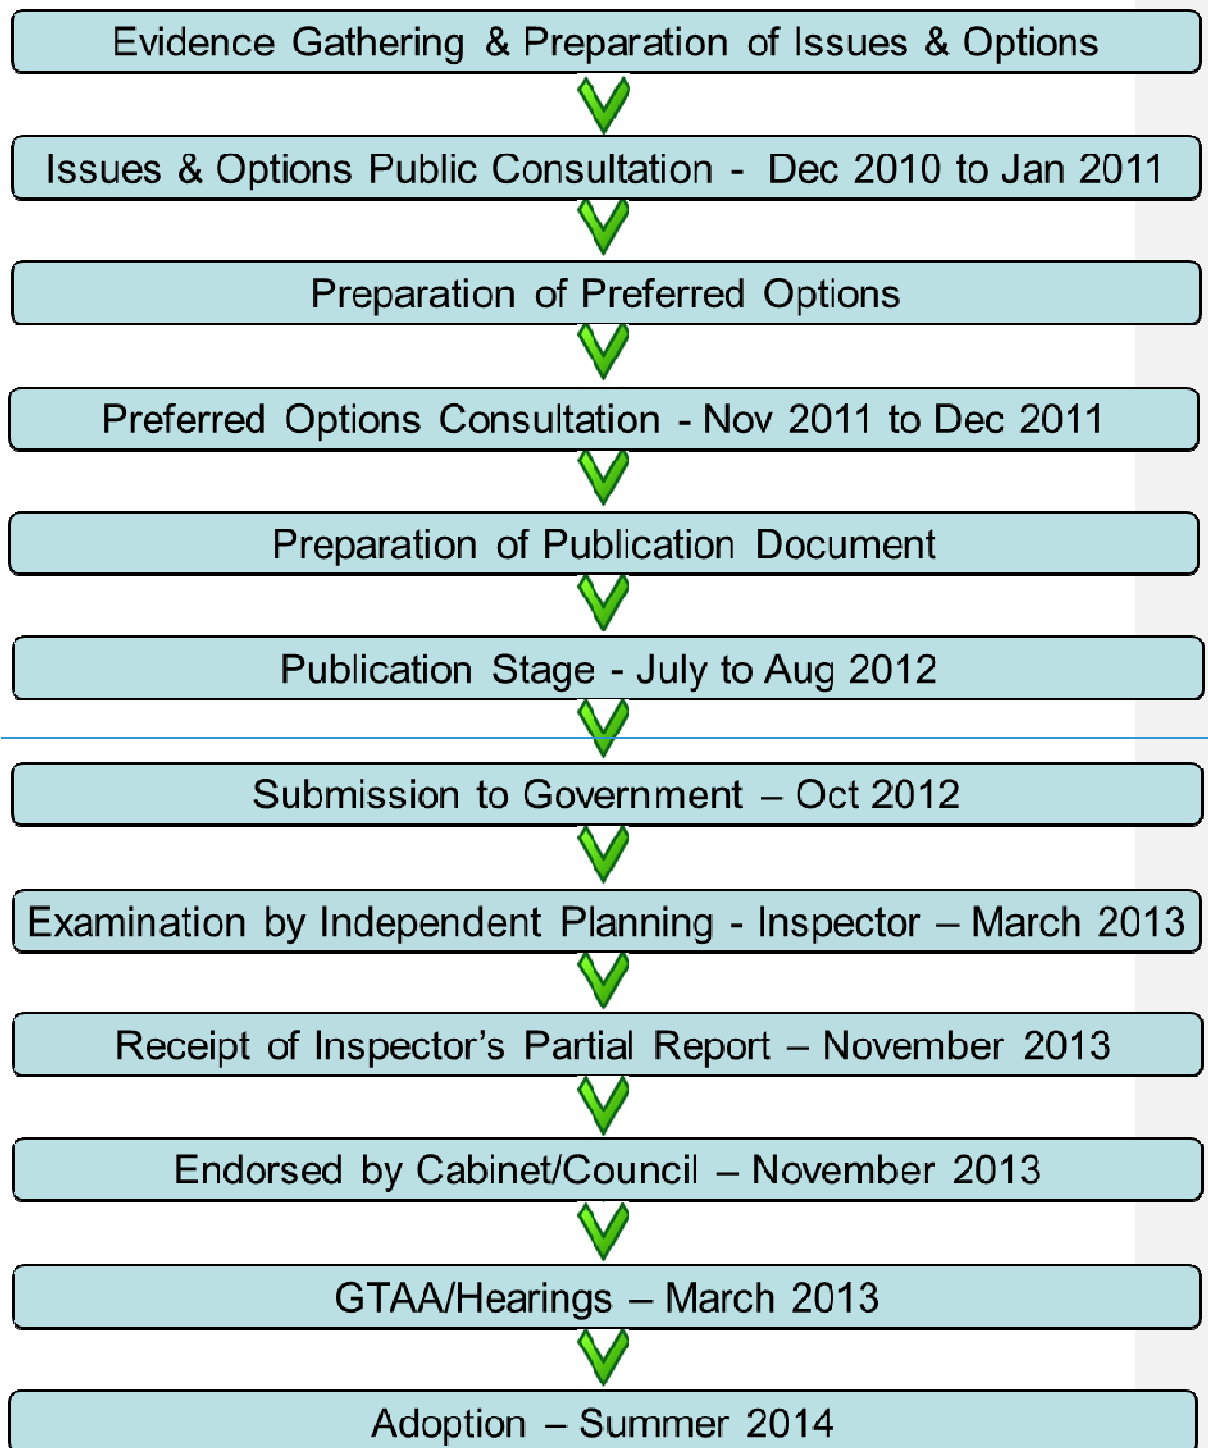 Evidence Gathering & Preparation of Issues & Options
Issues & Options Public Consultation - Dec 2010 to Jan 2011
Preparation of Preferred Options
Preferred Options Consultation - Nov 2011 to Dec 2011
Preparation of Publication Document
Publication Stage - July to Aug 2012
Submission to Government – Oct 2012
Examination by Independent Planning - Inspector – March 2013
Receipt of Inspector’s Partial Report – November 2013
Endorsed by Cabinet/Council – November 2013
GTAA/Hearings – March 2013
Adoption – Summer 2014